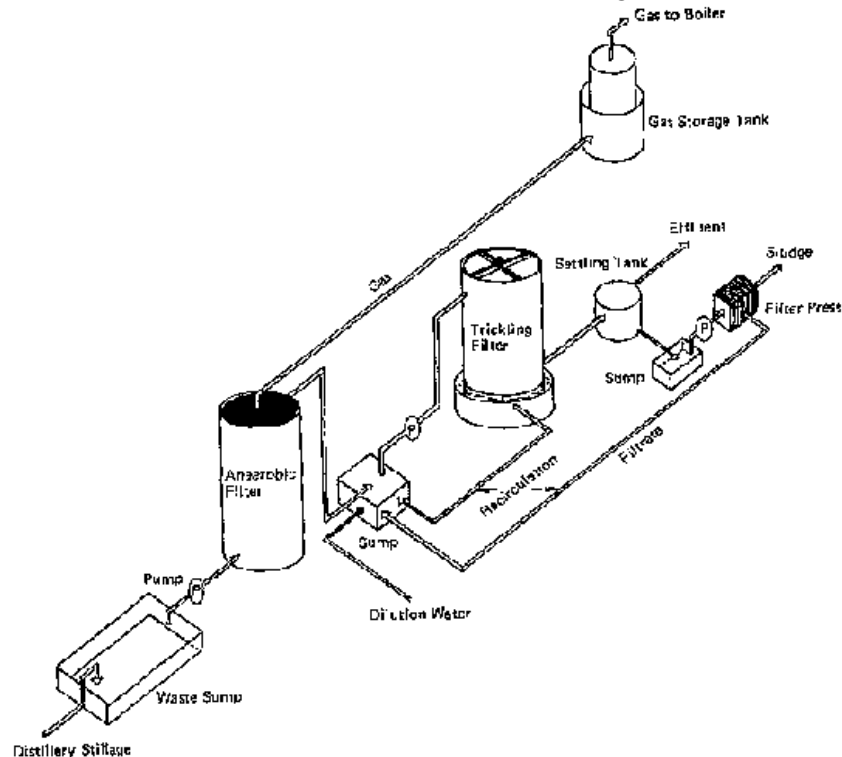 Gas to Boiler
Gas Storage Tank
Effluent
Sludge
Settling Tank
Gas
Filter Press
Trickling
Filter
P
Sump
P
Anaerobic
Filter
Recirculation
Filtrate
Sump
Pump
Dilution Water
Waste Sump
Distillery Stillage